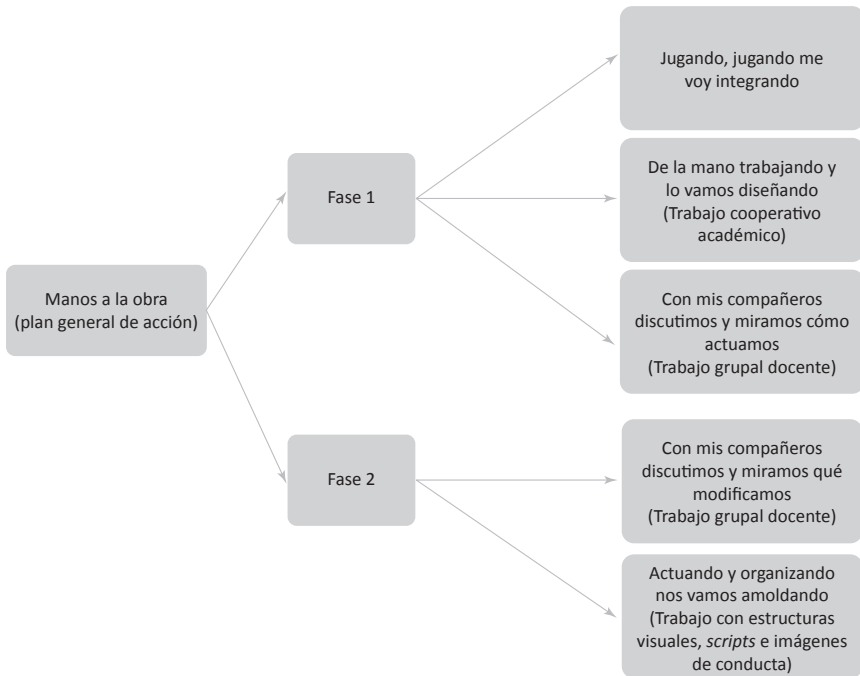 Manos a la obra
(plan general de acción)
Fase 1
Jugando, jugando me
voy integrando
De la mano trabajando y
lo vamos diseñando
(Trabajo cooperativo
académico)
Con mis compañeros
discutimos y miramos cómo
actuamos
(Trabajo grupal docente)
Fase 2
Con mis compañeros
discutimos y miramos qué
modificamos
(Trabajo grupal docente)
Actuando y organizando
nos vamos amoldando
(Trabajo con estructuras
visuales, scripts e imágenes
de conducta)